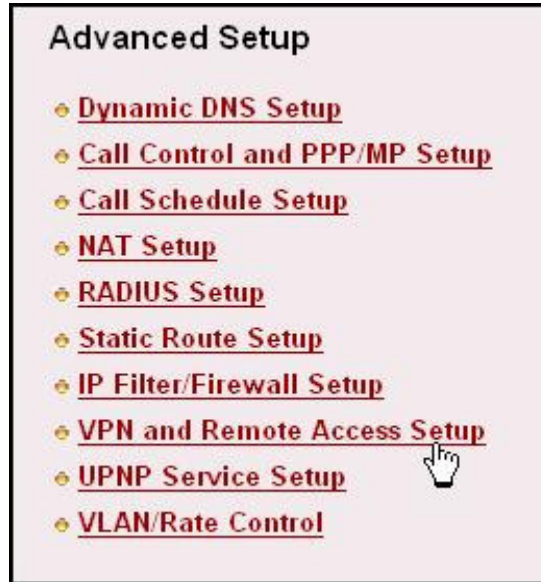 Advanced Setup
Dynamic DNS Setup
Call Control and PPP/MP Setup
Call Schedule Setup
NAT Setup
RADIUS Setup
Static Route Setup
IP Filter/Firewall Setup
VPN and Remote Access Setup
UPNP Service Setup
VLAN/Rate Control